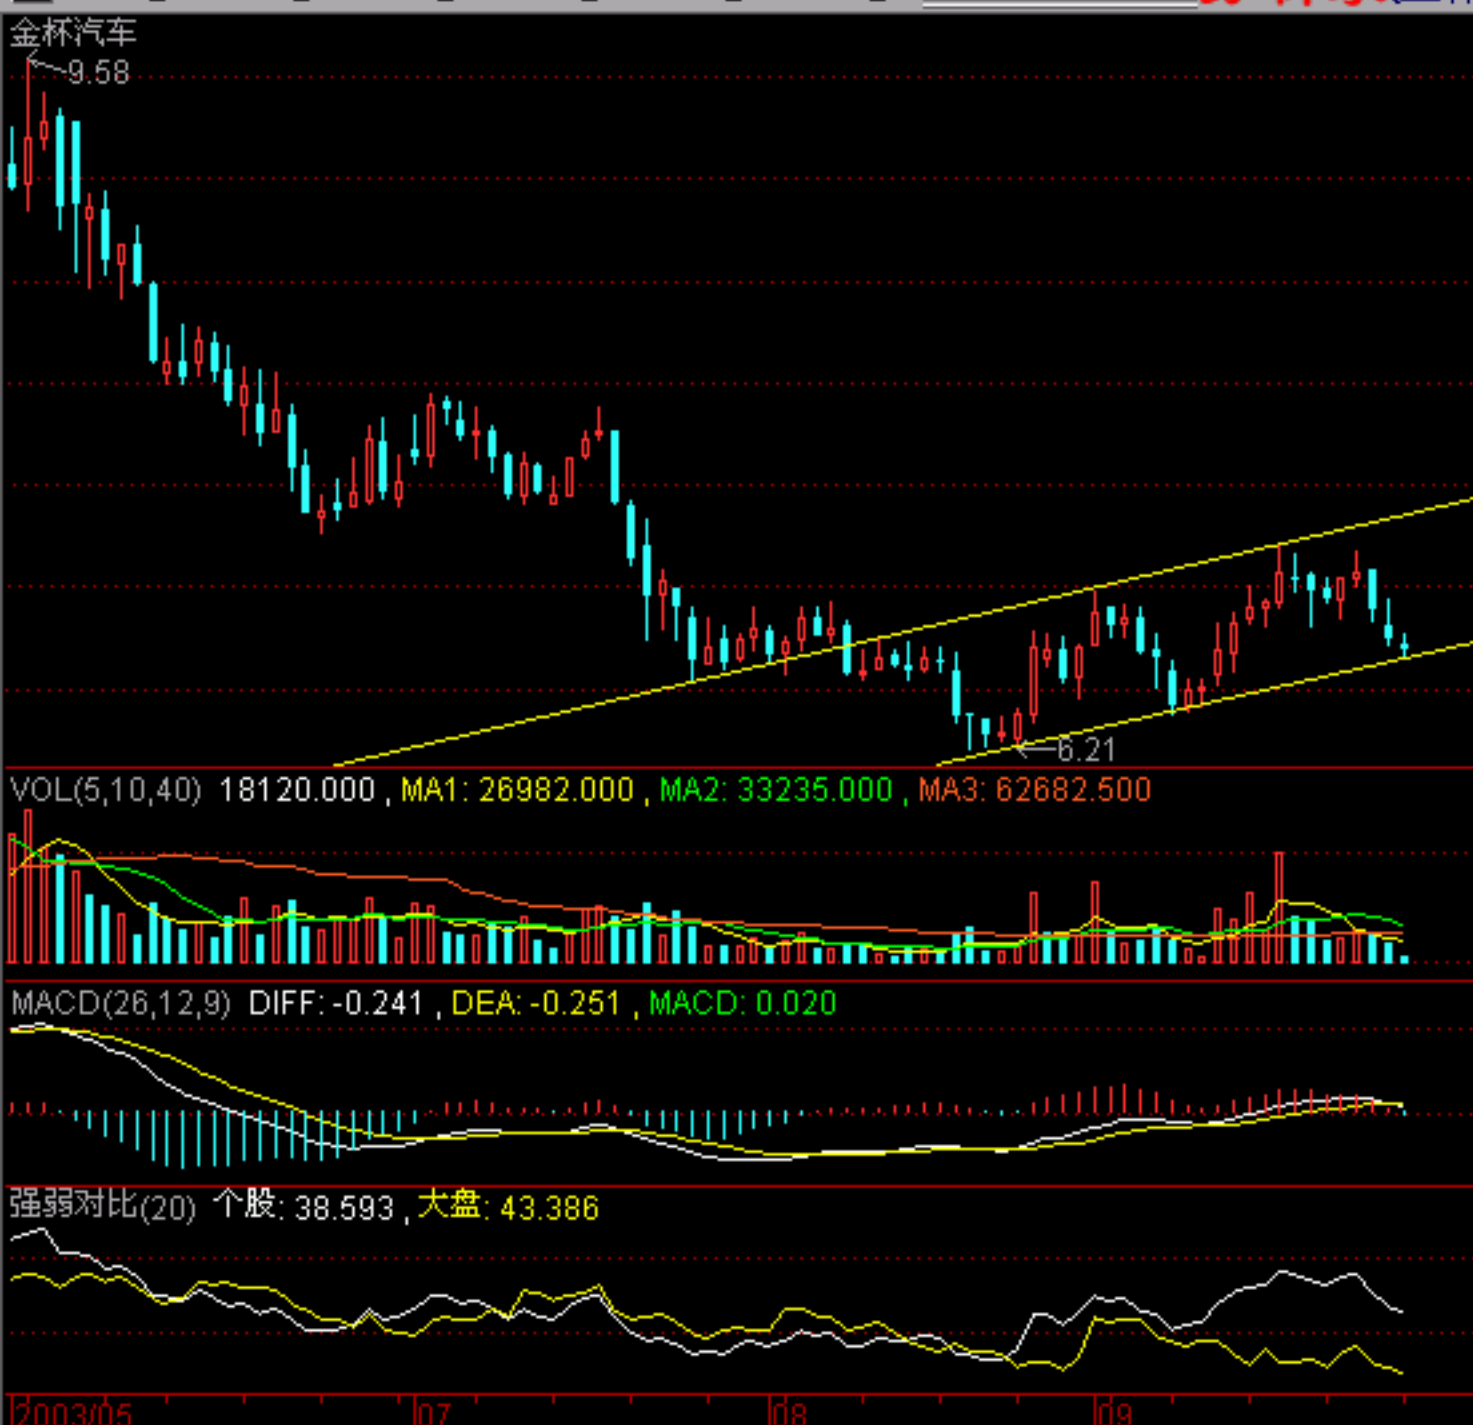 金杯汽车
9.58
6.21
VOL(5,10,40) 18120.000 , MA1: 26982.000 , MA2: 33235.000 , MA3: 62682.500
MACD(26,12,9) DIFF: -0.241 , DEA: -0.251 , MACD: 0.020
强弱对比(20) 个股: 38.593 , 大盘: 43.386
2003/05 07 08 09